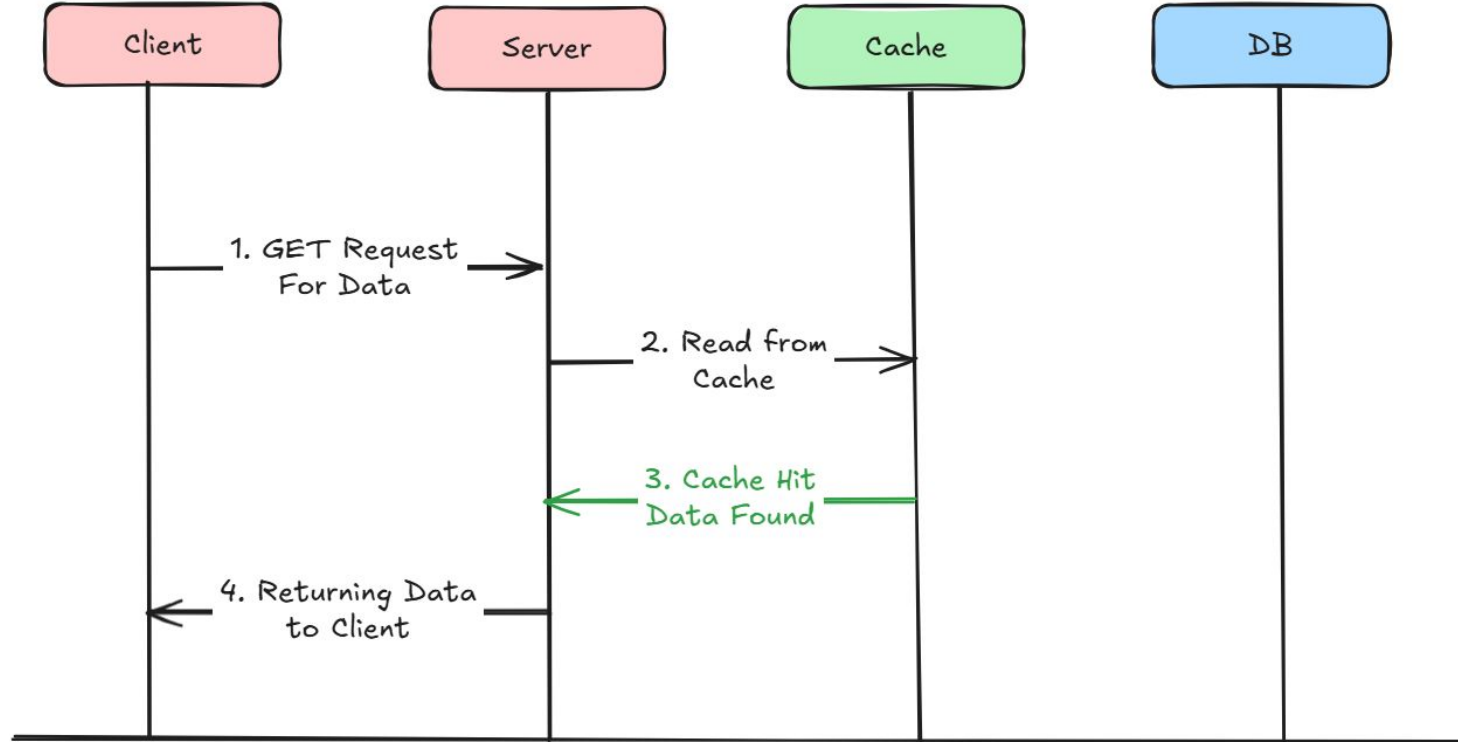 Client
Server
Cache
DB
1. GET Request
For Data
2. Read from
Cache
3. Cache Hit
Data Found
4. Returning Data
to Client